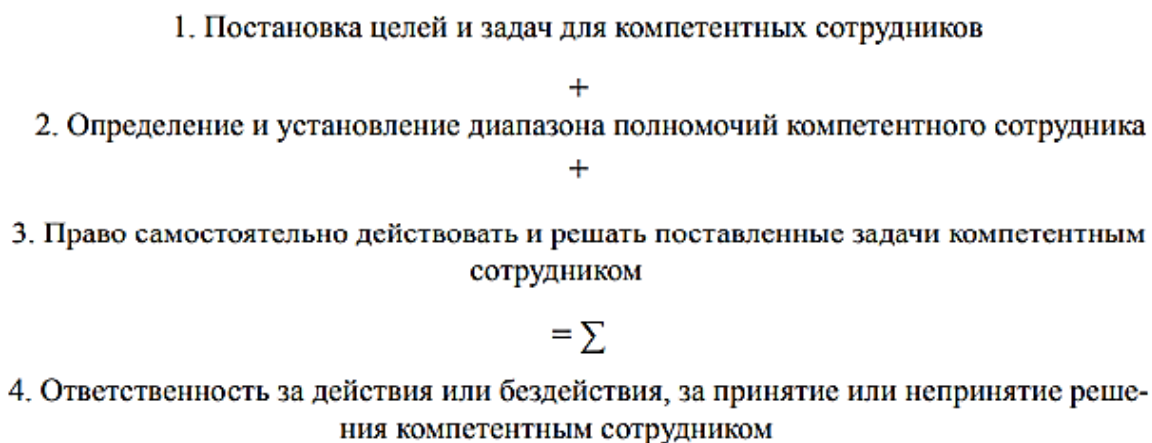 1. Постановка целей и задач для компетентных сотрудников
+
2. Определение и установление диапазона полномочий компетентного сотрудника
+
3. Право самостоятельно действовать и решать поставленные задачи компетентным
сотрудником
= ∑
4. Ответственность за действия или бездействия, за принятие или непринятие реше-
ния компетентным сотрудником